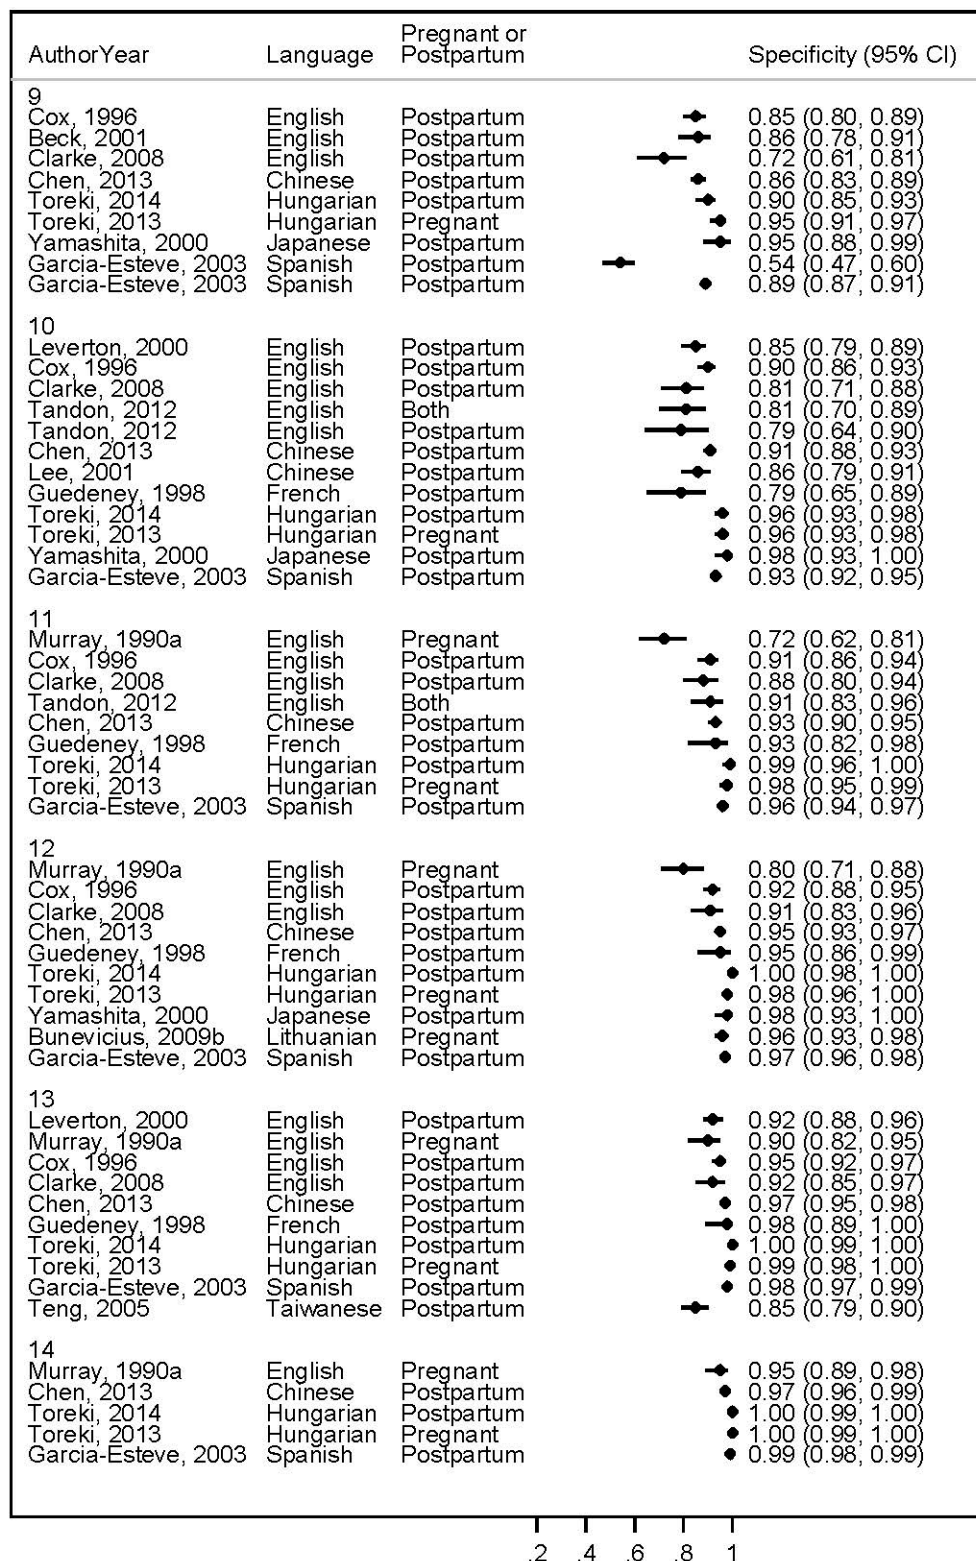 Pregnant or
AuthorYear Language Postpartum Specificity (95% CI)
9
Cox, 1996 English Postpartum 0.85 (0.80, 0.89)
Beck, 2001 English Postpartum 0.86 (0.78, 0.91)
Clarke, 2008 English Postpartum 0.72 (0.61, 0.81)
Chen, 2013 Chinese Postpartum 0.86 (0.83, 0.89)
Toreki, 2014 Hungarian Postpartum 0.90 (0.85, 0.93)
Toreki, 2013 Hungarian Pregnant 0.95 (0.91, 0.97)
Yamashita, 2000 Japanese Postpartum 0.95 (0.88, 0.99)
Garcia-Esteve, 2003 Spanish Postpartum 0.54 (0.47, 0.60)
Garcia-Esteve, 2003 Spanish Postpartum 0.89 (0.87, 0.91)
10
Leverton, 2000 English Postpartum 0.85 (0.79, 0.89)
Cox, 1996 English Postpartum 0.90 (0.86, 0.93)
Clarke, 2008 English Postpartum 0.81 (0.71, 0.88)
Tandon, 2012 English Both 0.81 (0.70, 0.89)
Tandon, 2012 English Postpartum 0.79 (0.64, 0.90)
Chen, 2013 Chinese Postpartum 0.91 (0.88, 0.93)
Lee, 2001 Chinese Postpartum 0.86 (0.79, 0.91)
Guedeney, 1998 French Postpartum 0.79 (0.65, 0.89)
Toreki, 2014 Hungarian Postpartum 0.96 (0.93, 0.98)
Toreki, 2013 Hungarian Pregnant 0.96 (0.93, 0.98)
Yamashita, 2000 Japanese Postpartum 0.98 (0.93, 1.00)
Garcia-Esteve, 2003 Spanish Postpartum 0.93 (0.92, 0.95)
11
Murray, 1990a English Pregnant 0.72 (0.62, 0.81)
Cox, 1996 English Postpartum 0.91 (0.86, 0.94)
Clarke, 2008 English Postpartum 0.88 (0.80, 0.94)
Tandon, 2012 English Both 0.91 (0.83, 0.96)
Chen, 2013 Chinese Postpartum 0.93 (0.90, 0.95)
Guedeney, 1998 French Postpartum 0.93 (0.82, 0.98)
Toreki, 2014 Hungarian Postpartum 0.99 (0.96, 1.00)
Toreki, 2013 Hungarian Pregnant 0.98 (0.95, 0.99)
Garcia-Esteve, 2003 Spanish Postpartum 0.96 (0.94, 0.97)
12
Murray, 1990a English Pregnant 0.80 (0.71, 0.88)
Cox, 1996 English Postpartum 0.92 (0.88, 0.95)
Clarke, 2008 English Postpartum 0.91 (0.83, 0.96)
Chen, 2013 Chinese Postpartum 0.95 (0.93, 0.97)
Guedeney, 1998 French Postpartum 0.95 (0.86, 0.99)
Toreki, 2014 Hungarian Postpartum 1.00 (0.98, 1.00)
Toreki, 2013 Hungarian Pregnant 0.98 (0.96, 1.00)
Yamashita, 2000 Japanese Postpartum 0.98 (0.93, 1.00)
Bunevicius, 2009b Lithuanian Pregnant 0.96 (0.93, 0.98)
Garcia-Esteve, 2003 Spanish Postpartum 0.97 (0.96, 0.98)
13
Leverton, 2000 English Postpartum 0.92 (0.88, 0.96)
Murray, 1990a English Pregnant 0.90 (0.82, 0.95)
Cox, 1996 English Postpartum 0.95 (0.92, 0.97)
Clarke, 2008 English Postpartum 0.92 (0.85, 0.97)
Chen, 2013 Chinese Postpartum 0.97 (0.95, 0.98)
Guedeney, 1998 French Postpartum 0.98 (0.89, 1.00)
Toreki, 2014 Hungarian Postpartum 1.00 (0.99, 1.00)
Toreki, 2013 Hungarian Pregnant 0.99 (0.98, 1.00)
Garcia-Esteve, 2003 Spanish Postpartum 0.98 (0.97, 0.99)
Teng, 2005 Taiwanese Postpartum 0.85 (0.79, 0.90)
14
Murray, 1990a English Pregnant 0.95 (0.89, 0.98)
Chen, 2013 Chinese Postpartum 0.97 (0.96, 0.99)
Toreki, 2014 Hungarian Postpartum 1.00 (0.99, 1.00)
Toreki, 2013 Hungarian Pregnant 1.00 (0.99, 1.00)
Garcia-Esteve, 2003 Spanish Postpartum 0.99 (0.98, 0.99)
.2 .4 .6 .8 1